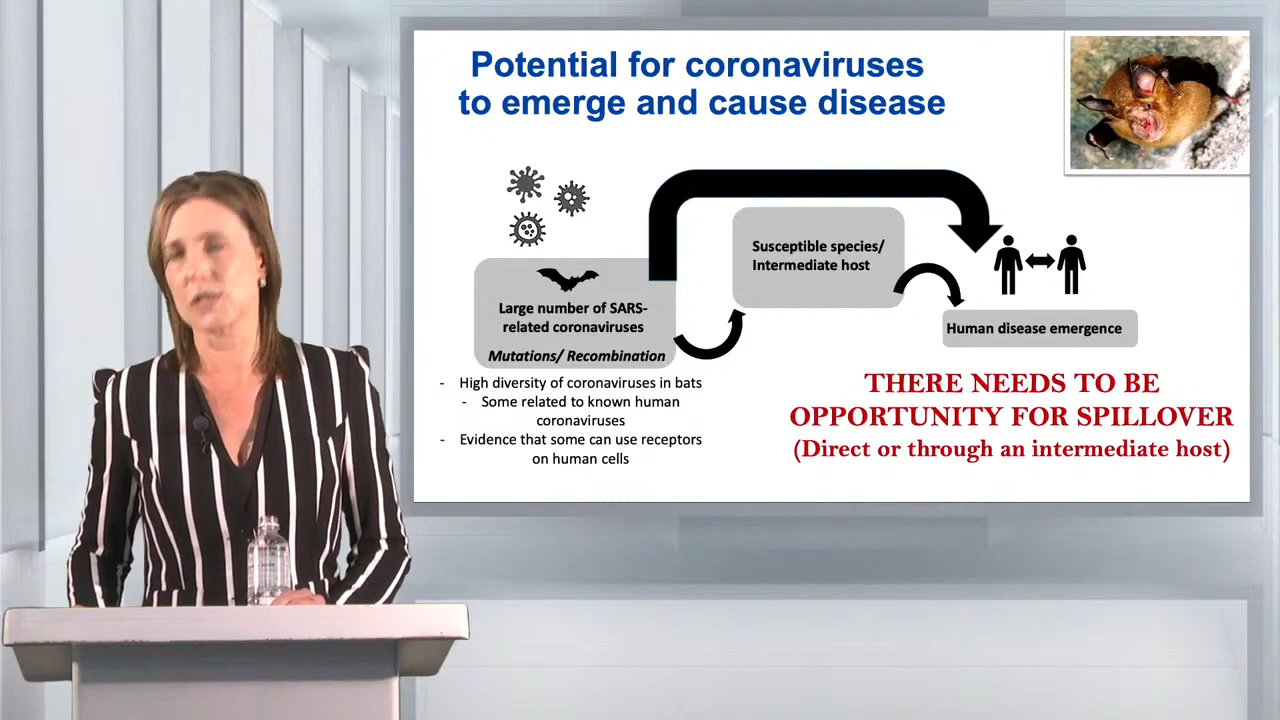 Potential for coronaviruses
to emerge and cause disease
Susceptible species/
Intermediate host
Large number of SARS-
related coronaviruses
Mutations/ Recombination
Human disease emergence
- High diversity of coronaviruses in bats
- Some related to known human
coronaviruses
- Evidence that some can use receptors
on human cells
THERE NEEDS TO BE
OPPORTUNITY FOR SPILLOVER
(Direct or through an intermediate host)